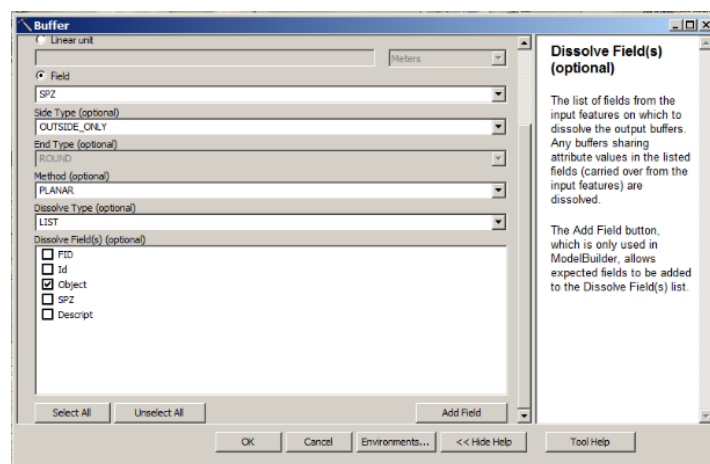 Buffer
Linear unit
Meters
Field
SPZ
Side Type (optional)
OUTSIDE_ONLY
End Type (optional)
ROUND
Method (optional)
PLANAR
Dissolve Type (optional)
LIST
Dissolve Field(s) (optional)
FID
Id
Object
SPZ
Descript
Select All
Unselect All
Add Field
OK
Cancel
Environments...
<< Hide Help
Tool Help
Dissolve Field(s)
(optional)
The list of fields from the
input features on which to
dissolve the output buffers.
Any buffers sharing
attribute values in the listed
fields (carried over from the
input features) are
dissolved.
The Add Field button,
which is only used in
ModelBuilder, allows
expected fields to be added
to the Dissolve Field(s) list.